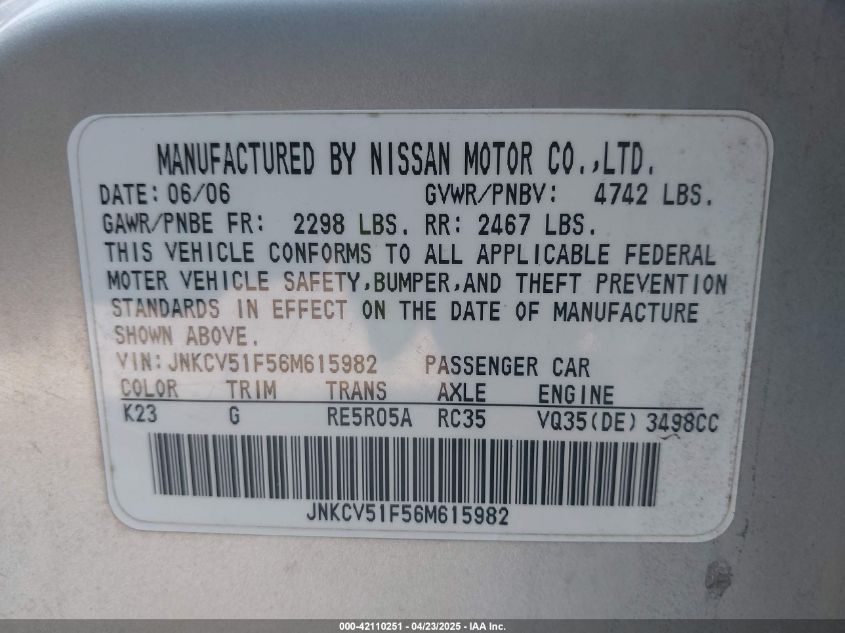 MANUFACTURED BY NISSAN MOTOR CO.,LTD.
DATE: 06/06 GVWR/PNBV: 4742 LBS.
GAWR/PNBE FR: 2298 LBS. RR: 2467 LBS.
THIS VEHICLE CONFORMS TO ALL APPLICABLE FEDERAL
MOTER VEHICLE SAFETY,BUMPER,AND THEFT PREVENTION
STANDARDS IN EFFECT ON THE DATE OF MANUFACTURE
SHOWN ABOVE.
VIN: JNKCV51F56M615982 PASSENGER CAR
COLOR TRIM TRANS AXLE ENGINE
K23 G RE5R05A RC35 VQ35(DE) 3498CC
JNKCV51F56M615982
000-42110251 - 04/23/2025 - IAA Inc.